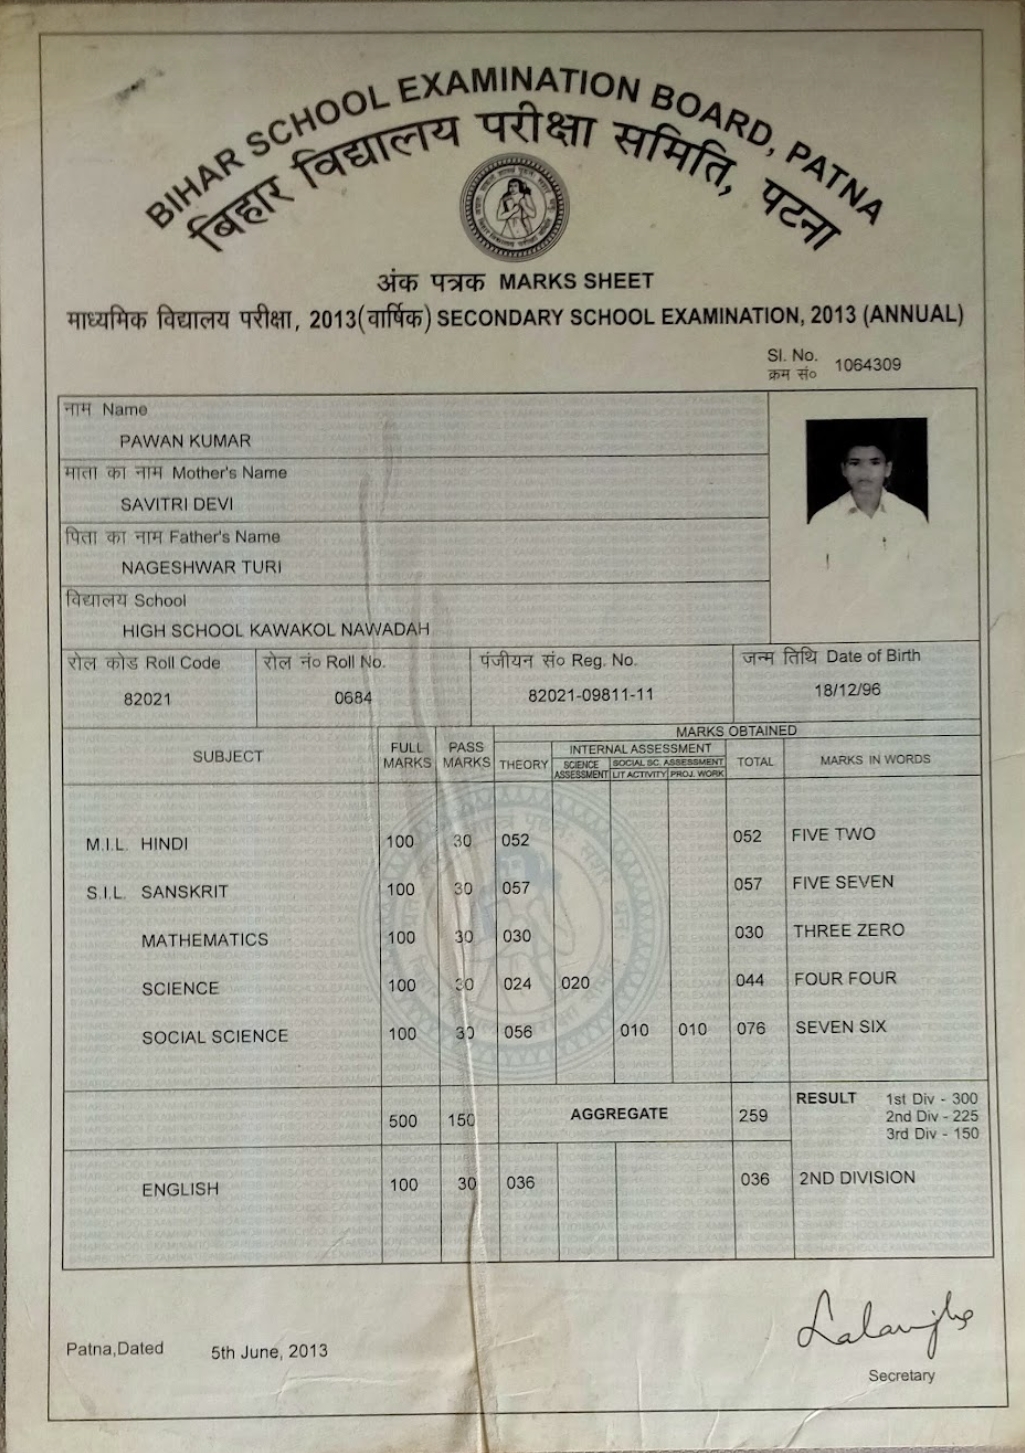 BIHAR SCHOOL EXAMINATION BOARD, PATNA
बिहार विद्यालय परीक्षा समिति, पटना
अंक पत्रक MARKS SHEET
माध्यमिक विद्यालय परीक्षा, 2013(वार्षिक) SECONDARY SCHOOL EXAMINATION, 2013 (ANNUAL)
Sl. No.
क्रम सं० 1064309
नाम Name
PAWAN KUMAR
माता का नाम Mother's Name
SAVITRI DEVI
पिता का नाम Father's Name
NAGESHWAR TURI
विद्यालय School
HIGH SCHOOL KAWAKOL NAWADAH
रोल कोड Roll Code रोल नं० Roll No. पंजीयन सं० Reg. No. जन्म तिथि Date of Birth
82021 0684 82021-09811-11 18/12/96
MARKS OBTAINED
SUBJECT FULL MARKS PASS MARKS THEORY INTERNAL ASSESSMENT TOTAL MARKS IN WORDS
SCIENCE ASSESSMENT SOCIAL SC. ASSESSMENT
LIT ACTIVITY PROJ. WORK
M.I.L. HINDI 100 30 052 052 FIVE TWO
S.I.L. SANSKRIT 100 30 057 057 FIVE SEVEN
MATHEMATICS 100 30 030 030 THREE ZERO
SCIENCE 100 30 024 020 044 FOUR FOUR
SOCIAL SCIENCE 100 30 056 010 010 076 SEVEN SIX
500 150 AGGREGATE 259 RESULT 1st Div - 300
2nd Div - 225
3rd Div - 150
ENGLISH 100 30 036 036 2ND DIVISION
Patna,Dated 5th June, 2013
Secretary